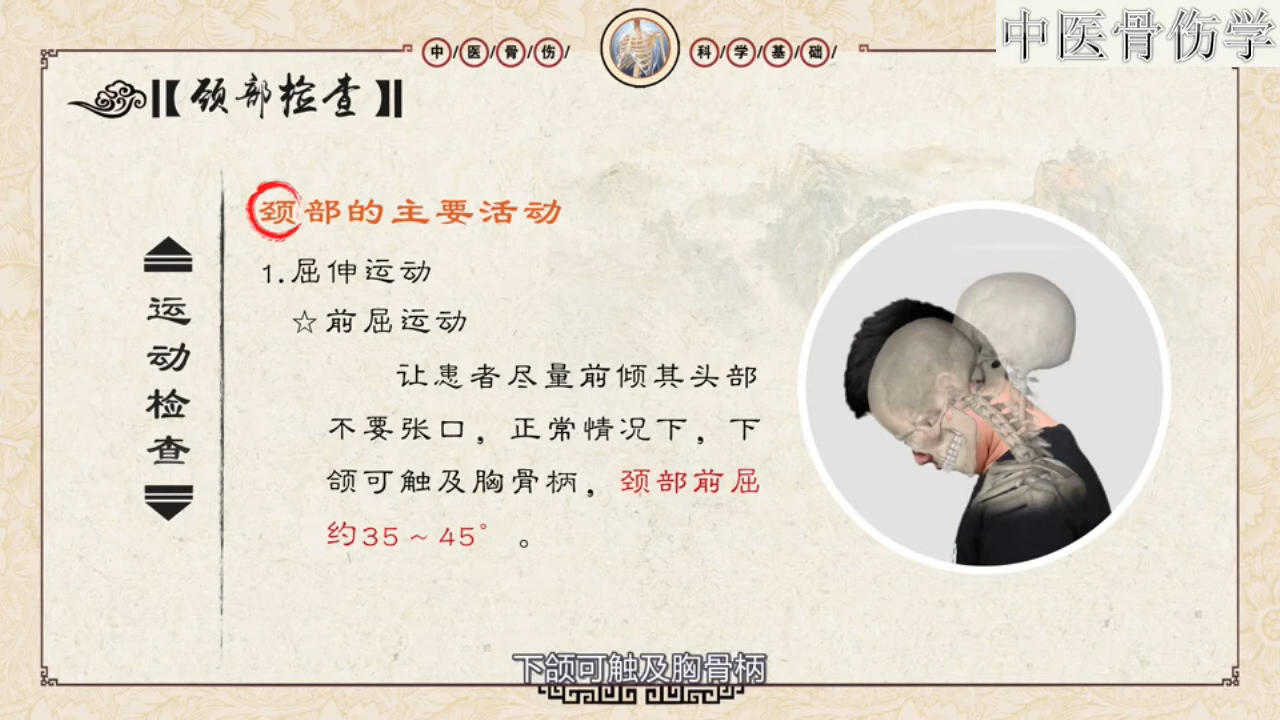 中/医/骨/伤/ 科/学/基/础/
中医骨伤学
【颈部检查】
运动检查
颈部的主要活动
1.屈伸运动
☆前屈运动
让患者尽量前倾其头部
不要张口，正常情况下，下
颌可触及胸骨柄，颈部前屈
约35~45°。
下颌可触及胸骨柄